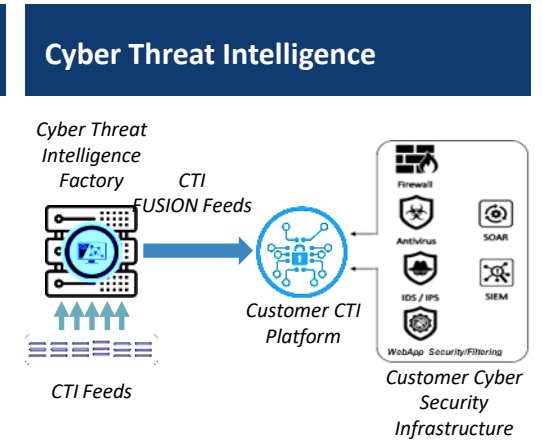 Cyber Threat Intelligence
Cyber Threat
Intelligence
Factory
CTI
FUSION Feeds
CTI Feeds
Customer CTI
Platform
Firewall
Antivirus
SOAR
IDS / IPS
SIEM
WebApp Security/Filtering
Customer Cyber
Security
Infrastructure